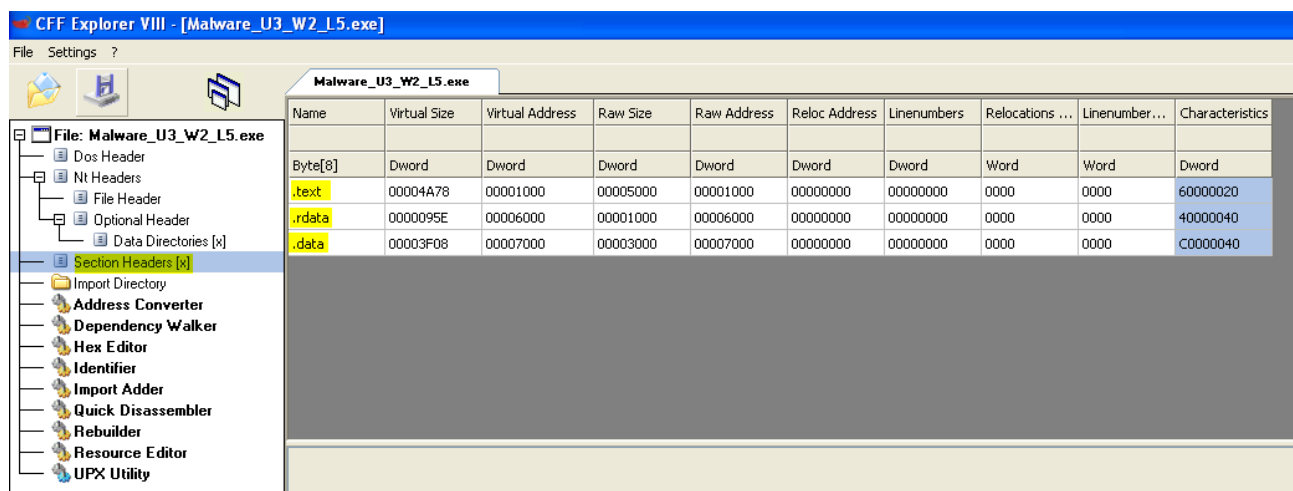 CFF Explorer VIII - [Malware_U3_W2_L5.exe]
File Settings ?
Malware_U3_W2_L5.exe
File: Malware_U3_W2_L5.exe
Dos Header
Nt Headers
File Header
Optional Header
Data Directories [x]
Section Headers [x]
Import Directory
Address Converter
Dependency Walker
Hex Editor
Identifier
Import Adder
Quick Disassembler
Rebuilder
Resource Editor
UPX Utility
Name Virtual Size Virtual Address Raw Size Raw Address Reloc Address Linenumbers Relocations ... Linenumber... Characteristics
Byte[8] Dword Dword Dword Dword Dword Dword Word Word Dword
.text 00004A78 00001000 00005000 00001000 00000000 00000000 0000 0000 60000020
.rdata 0000095E 00006000 00001000 00006000 00000000 00000000 0000 0000 40000040
.data 00003F08 00007000 00003000 00007000 00000000 00000000 0000 0000 C0000040